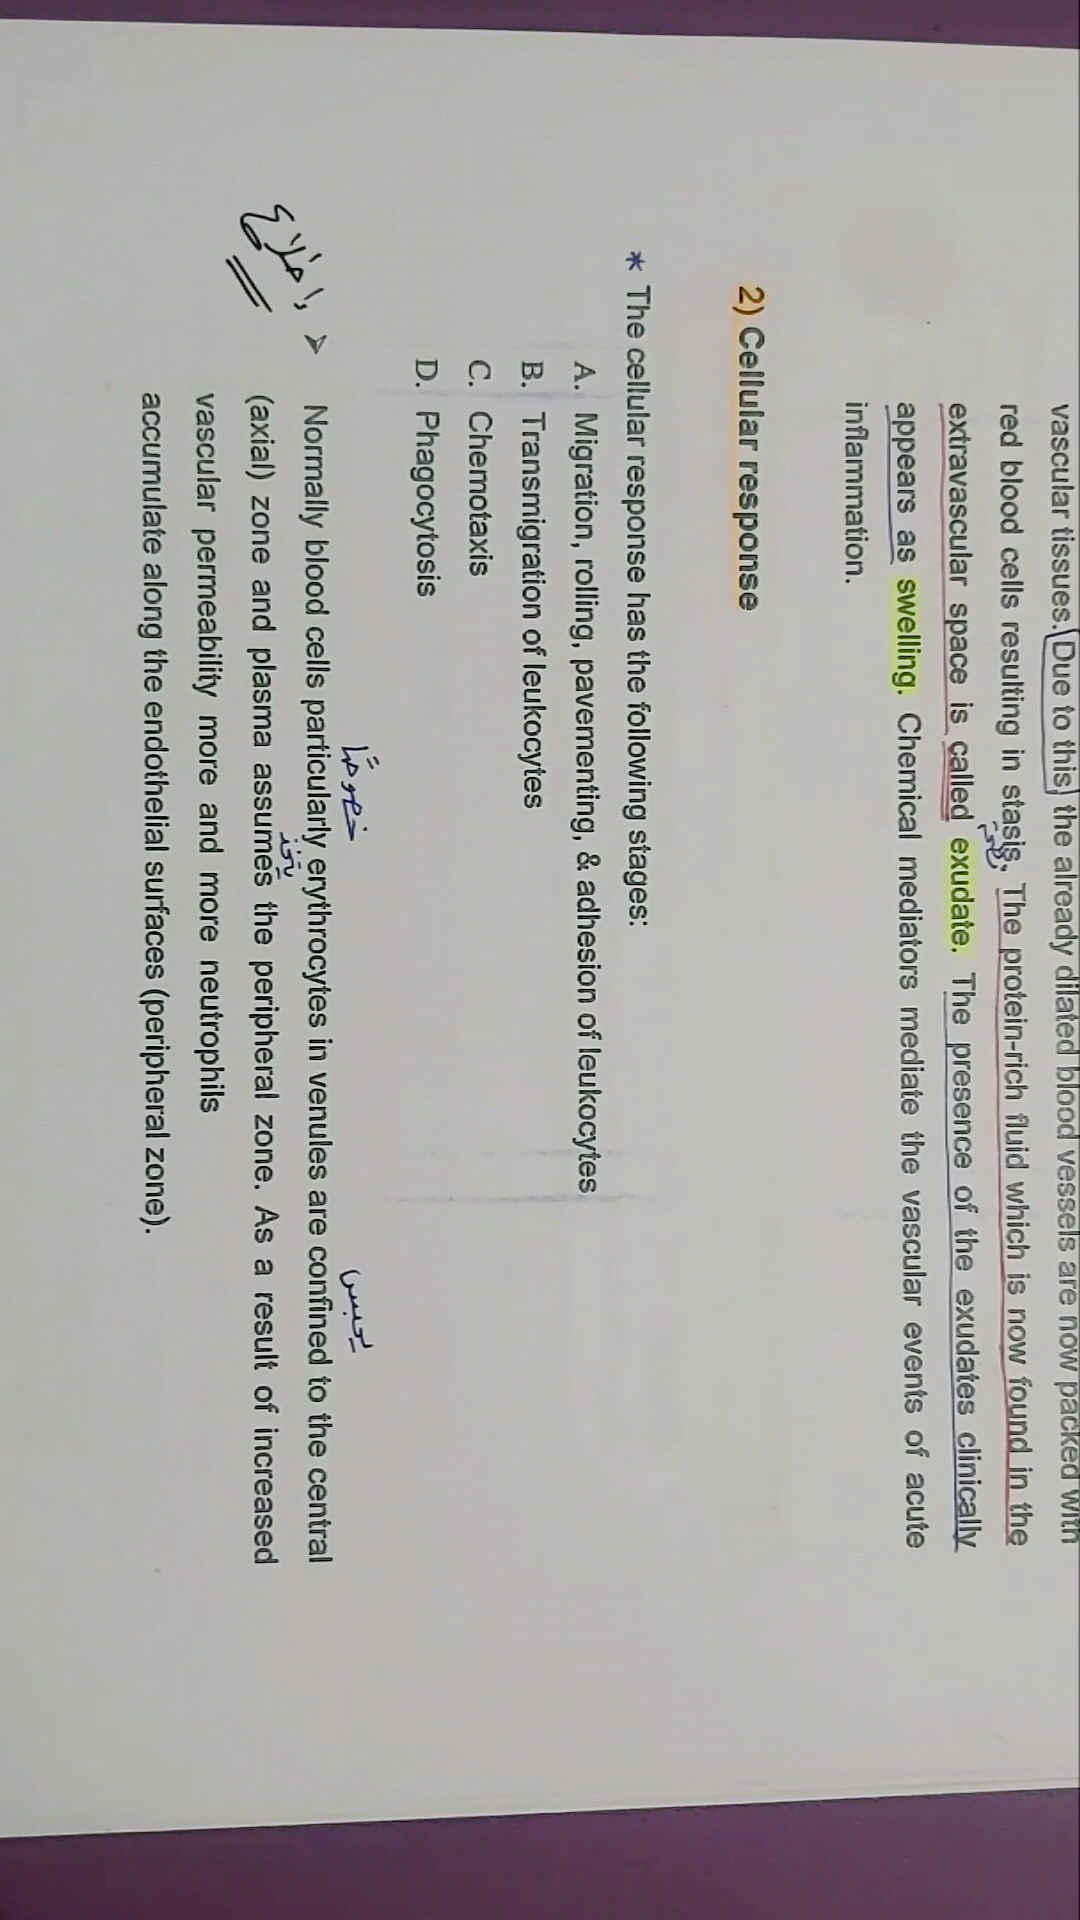 vascular tissues. Due to this, the already dilated blood vessels are now packed with
red blood cells resulting in stasis. The protein-rich fluid which is now found in the
extravascular space is called exudate. The presence of the exudates clinically
appears as swelling. Chemical mediators mediate the vascular events of acute
inflammation.
2) Cellular response
* The cellular response has the following stages:
A. Migration, rolling, pavementing, & adhesion of leukocytes
B. Transmigration of leukocytes
C. Chemotaxis
D. Phagocytosis
خصوصًا يحبس
➢ Normally blood cells particularly erythrocytes in venules are confined to the central
يتخذ
(axial) zone and plasma assumes the peripheral zone. As a result of increased
vascular permeability more and more neutrophils
accumulate along the endothelial surfaces (peripheral zone).